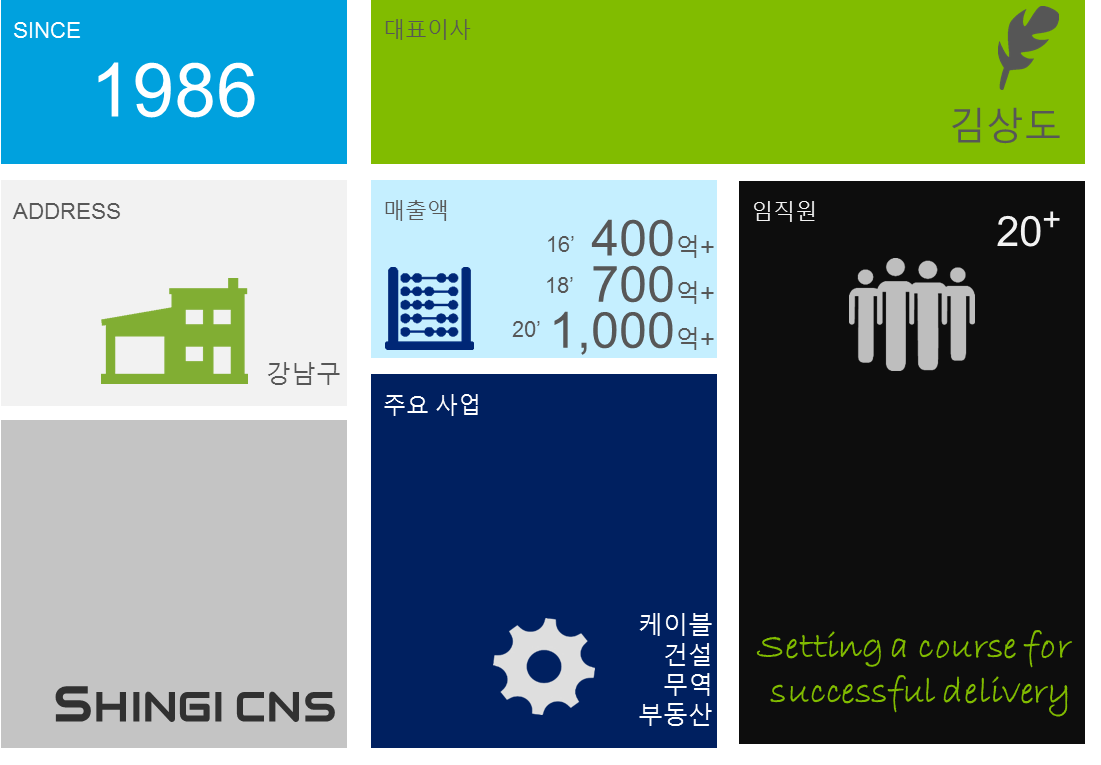 SINCE
1986
대표이사
김상도
ADDRESS
강남구
매출액
16’ 400억+
18’ 700억+
20’ 1,000억+
임직원
20+
주요 사업
케이블
건설
무역
부동산
SHINGI CNS
Setting a course for
successful delivery